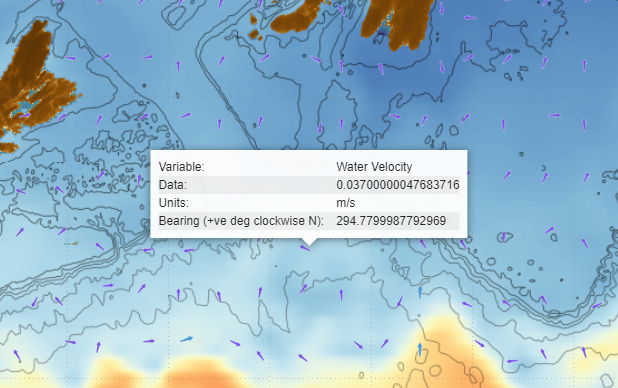 Variable: Water Velocity
Data: 0.03700000047683716
Units: m/s
Bearing (+ve deg clockwise N): 294.7799987792969